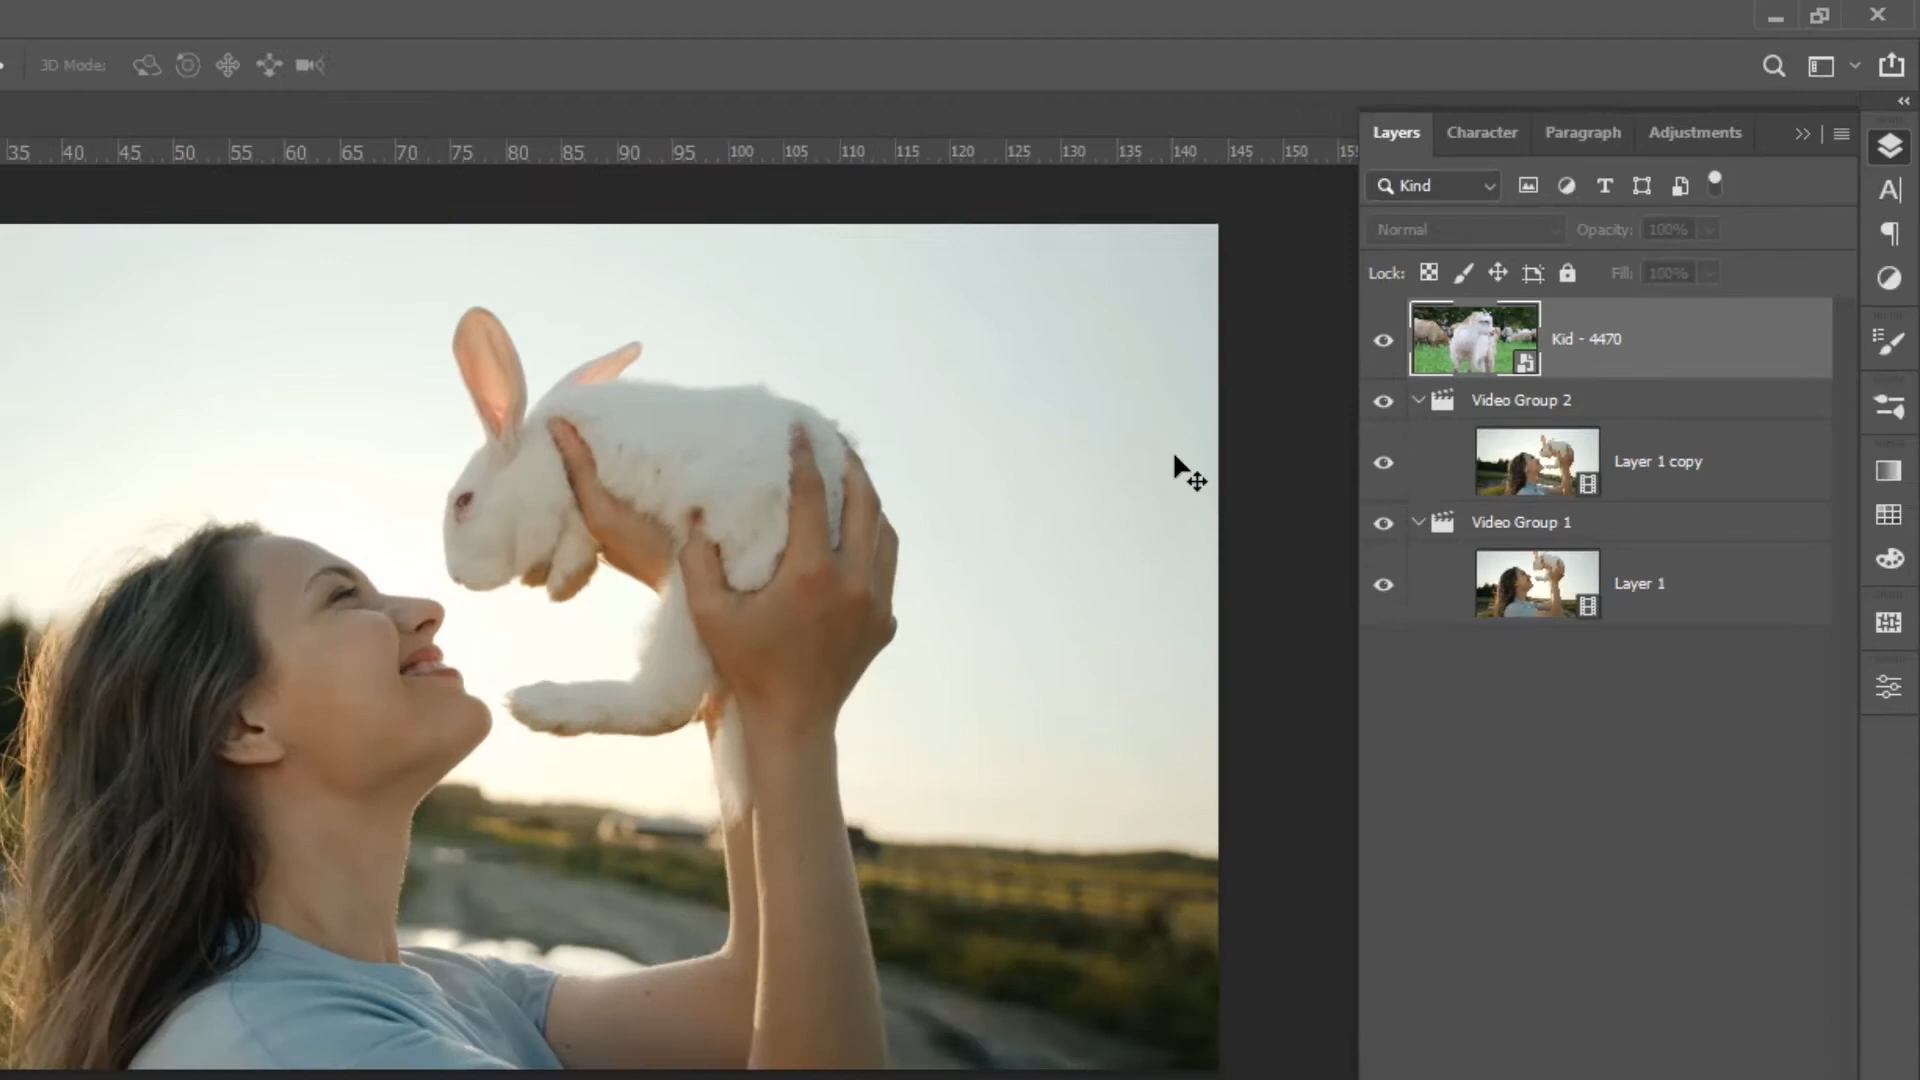 3D Mode:
35 40 45 50 55 60 65 70 75 80 85 90 95 100 105 110 115 120 125 130 135 140 145 150 155
Layers Character Paragraph Adjustments
Kind
Normal Opacity: 100%
Lock: Fill: 100%
Kid - 4470
Video Group 2
Layer 1 copy
Video Group 1
Layer 1